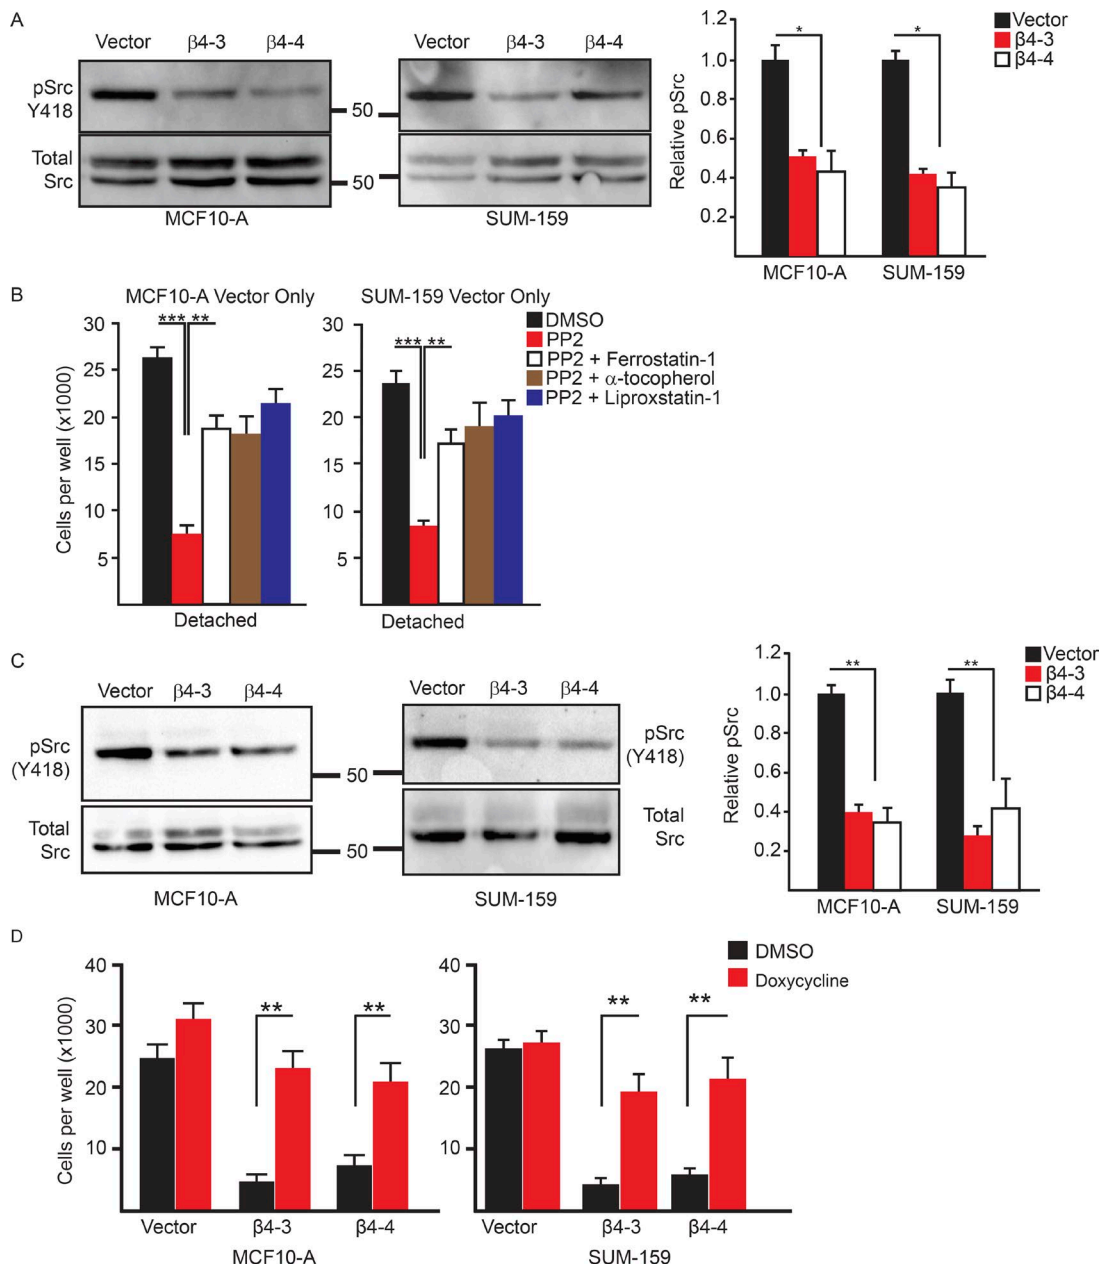 A
Vector β4-3 β4-4
pSrc
Y418
Total
Src
50
50
MCF10-A
Vector β4-3 β4-4
SUM-159
Relative pSrc
1.2
1.0
0.8
0.6
0.4
0.2
* *
MCF10-A SUM-159
Vector
β4-3
β4-4
B
MCF10-A Vector Only
Cells per well (x1000)
30
25
20
15
10
5
*** **
Detached
SUM-159 Vector Only
30
25
20
15
10
5
*** **
Detached
DMSO
PP2
PP2 + Ferrostatin-1
PP2 + α-tocopherol
PP2 + Liproxstatin-1
C
Vector β4-3 β4-4
pSrc
(Y418)
Total
Src
50
50
MCF10-A
Vector β4-3 β4-4
pSrc
(Y418)
Total
Src
SUM-159
Relative pSrc
1.2
1.0
0.8
0.6
0.4
0.2
** **
MCF10-A SUM-159
Vector
β4-3
β4-4
D
Cells per well (x1000)
40
30
20
10
** **
Vector β4-3 β4-4
MCF10-A
40
30
20
10
** **
Vector β4-3 β4-4
SUM-159
DMSO
Doxycycline